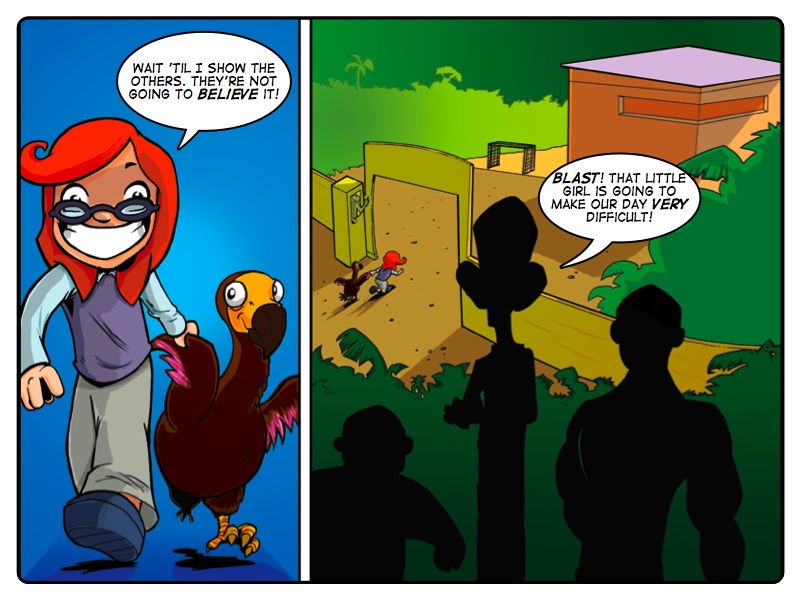 WAIT 'TIL I SHOW THE
OTHERS. THEY'RE NOT
GOING TO BELIEVE IT!
BLAST! THAT LITTLE
GIRL IS GOING TO
MAKE OUR DAY VERY
DIFFICULT!